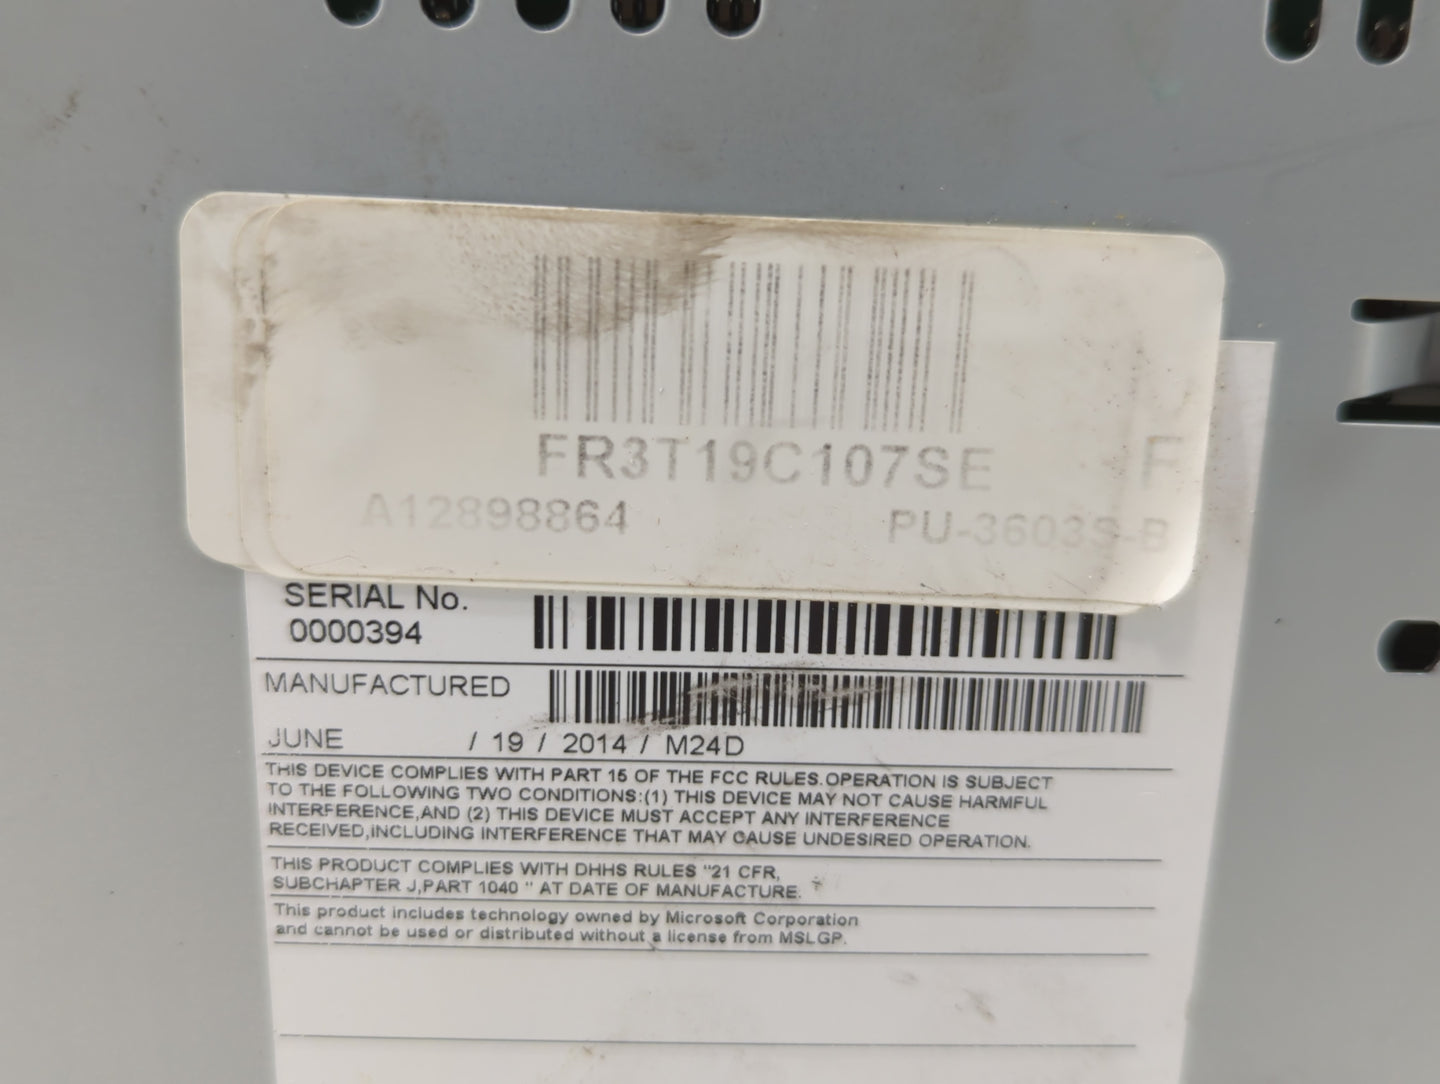 FR3T19C107SE F
A12898864 PU-3603S-B
SERIAL No.
0000394
MANUFACTURED
JUNE / 19 / 2014 / M24D
THIS DEVICE COMPLIES WITH PART 15 OF THE FCC RULES.OPERATION IS SUBJECT
TO THE FOLLOWING TWO CONDITIONS:(1) THIS DEVICE MAY NOT CAUSE HARMFUL
INTERFERENCE,AND (2) THIS DEVICE MUST ACCEPT ANY INTERFERENCE
RECEIVED,INCLUDING INTERFERENCE THAT MAY CAUSE UNDESIRED OPERATION.
THIS PRODUCT COMPLIES WITH DHHS RULES "21 CFR,
SUBCHAPTER J,PART 1040 " AT DATE OF MANUFACTURE.
This product includes technology owned by Microsoft Corporation
and cannot be used or distributed without a license from MSLGP.